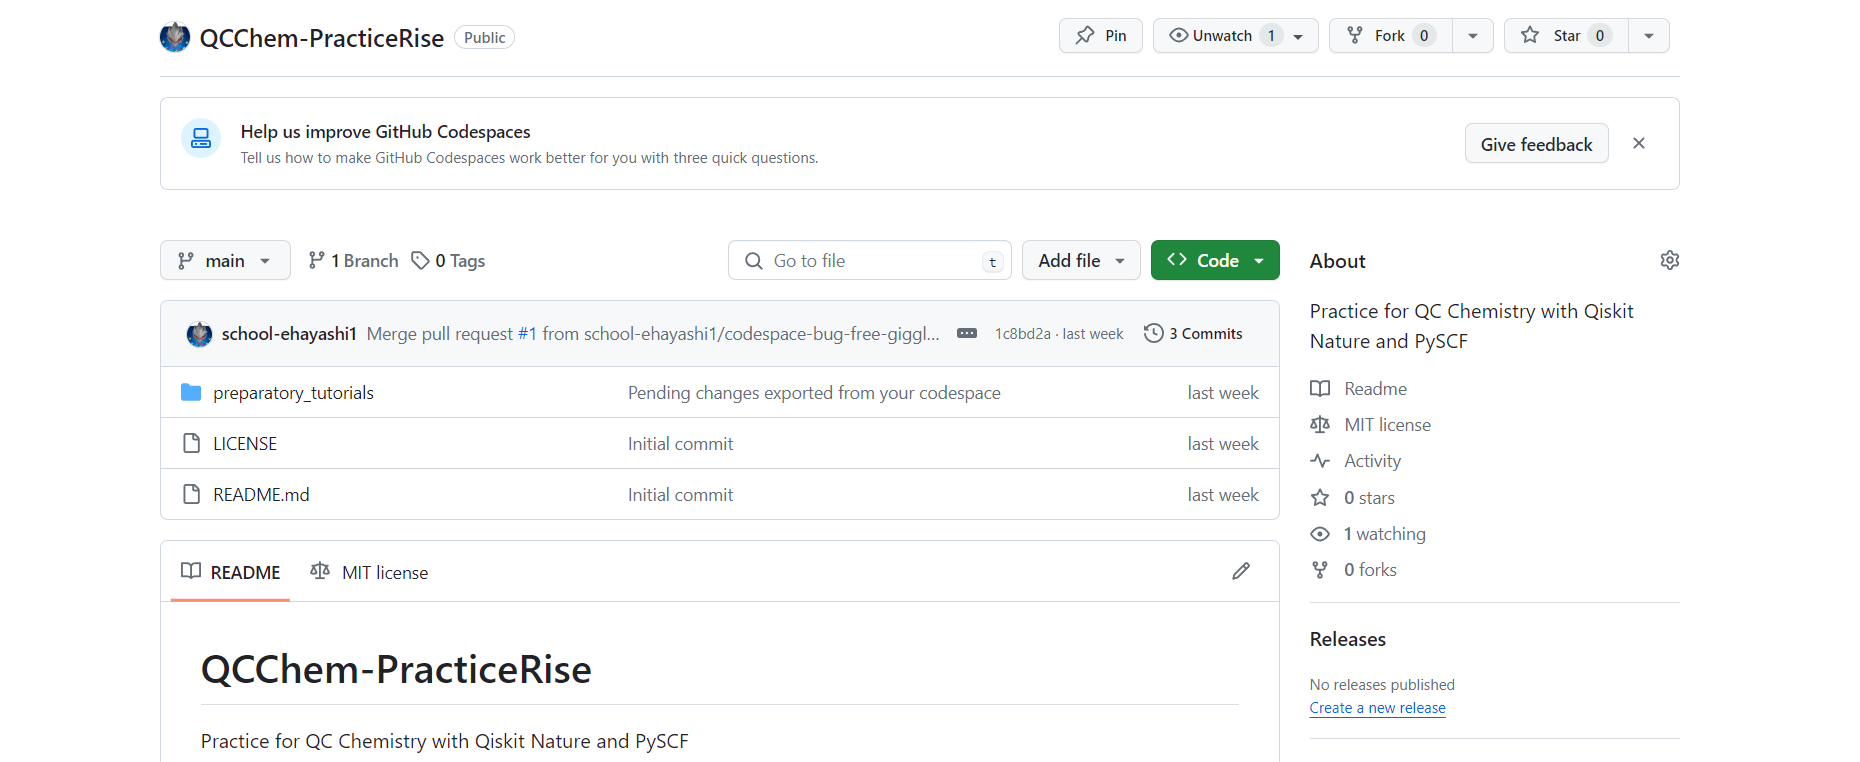 QCChem-PracticeRise Public
Pin
Unwatch 1
Fork 0
Star 0
Help us improve GitHub Codespaces
Tell us how to make GitHub Codespaces work better for you with three quick questions.
Give feedback
main
1 Branch
0 Tags
Go to file t
Add file
Code
school-ehayashi1 Merge pull request #1 from school-ehayashi1/codespace-bug-free-giggl... 1c8bd2a · last week 3 Commits
preparatory_tutorials Pending changes exported from your codespace last week
LICENSE Initial commit last week
README.md Initial commit last week
README MIT license
QCChem-PracticeRise
Practice for QC Chemistry with Qiskit Nature and PySCF
About
Practice for QC Chemistry with Qiskit
Nature and PySCF
Readme
MIT license
Activity
0 stars
1 watching
0 forks
Releases
No releases published
Create a new release